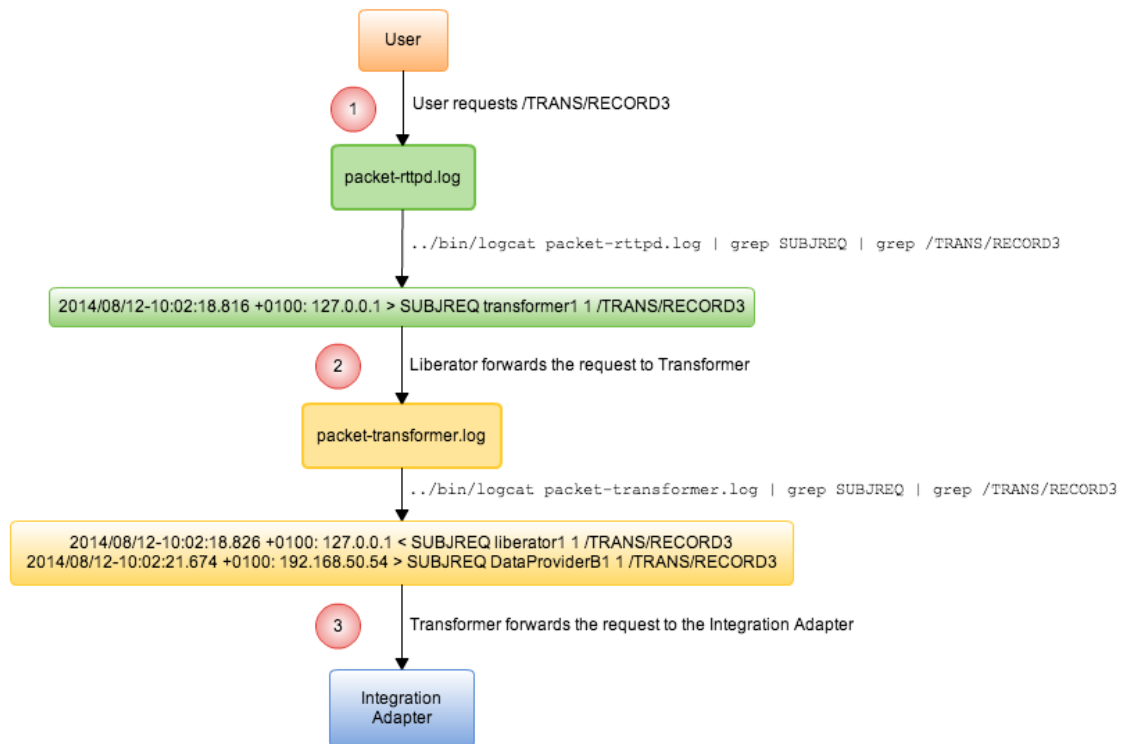 User
1
User requests /TRANS/RECORD3
packet-rttpd.log
../bin/logcat packet-rttpd.log | grep SUBJREQ | grep /TRANS/RECORD3
2014/08/12-10:02:18.816 +0100: 127.0.0.1 > SUBJREQ transformer1 1 /TRANS/RECORD3
2
Liberator forwards the request to Transformer
packet-transformer.log
../bin/logcat packet-transformer.log | grep SUBJREQ | grep /TRANS/RECORD3
2014/08/12-10:02:18.826 +0100: 127.0.0.1 < SUBJREQ liberator1 1 /TRANS/RECORD3
2014/08/12-10:02:21.674 +0100: 192.168.50.54 > SUBJREQ DataProviderB1 1 /TRANS/RECORD3
3
Transformer forwards the request to the Integration Adapter
Integration
Adapter